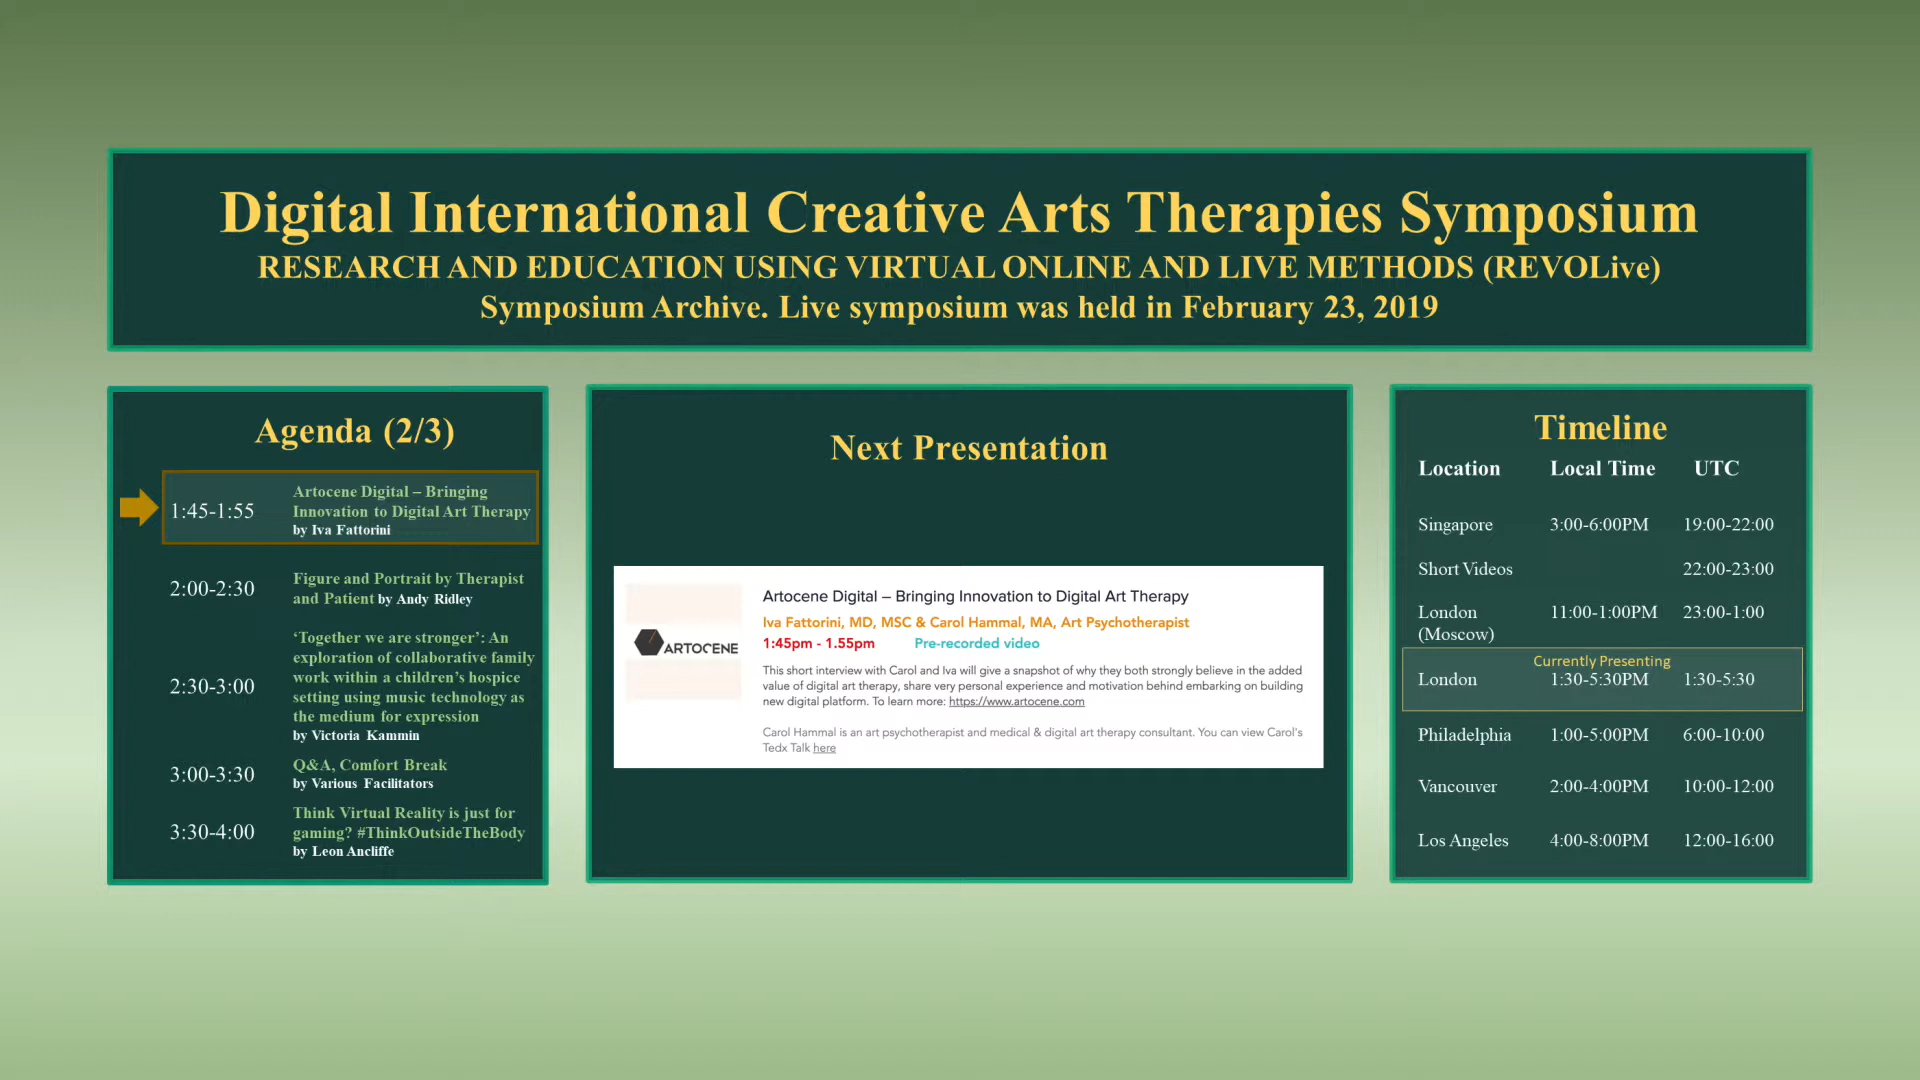 Digital International Creative Arts Therapies Symposium
RESEARCH AND EDUCATION USING VIRTUAL ONLINE AND LIVE METHODS (REVOLive)
Symposium Archive. Live symposium was held in February 23, 2019
Agenda (2/3)
1:45-1:55
Artocene Digital – Bringing
Innovation to Digital Art Therapy
by Iva Fattorini
2:00-2:30
Figure and Portrait by Therapist
and Patient by Andy Ridley
2:30-3:00
‘Together we are stronger’: An
exploration of collaborative family
work within a children’s hospice
setting using music technology as
the medium for expression
by Victoria Kammin
3:00-3:30
Q&A, Comfort Break
by Various Facilitators
3:30-4:00
Think Virtual Reality is just for
gaming? #ThinkOutsideTheBody
by Leon Ancliffe
Next Presentation
ARTOCENE
Artocene Digital – Bringing Innovation to Digital Art Therapy
Iva Fattorini, MD, MSC & Carol Hammal, MA, Art Psychotherapist
1:45pm - 1.55pm Pre-recorded video
This short interview with Carol and Iva will give a snapshot of why they both strongly believe in the added
value of digital art therapy, share very personal experience and motivation behind embarking on building
new digital platform. To learn more: https://www.artocene.com
Carol Hammal is an art psychotherapist and medical & digital art therapy consultant. You can view Carol's
Tedx Talk here
Timeline
Location Local Time UTC
Singapore 3:00-6:00PM 19:00-22:00
Short Videos 22:00-23:00
London 11:00-1:00PM 23:00-1:00
(Moscow)
Currently Presenting
London 1:30-5:30PM 1:30-5:30
Philadelphia 1:00-5:00PM 6:00-10:00
Vancouver 2:00-4:00PM 10:00-12:00
Los Angeles 4:00-8:00PM 12:00-16:00